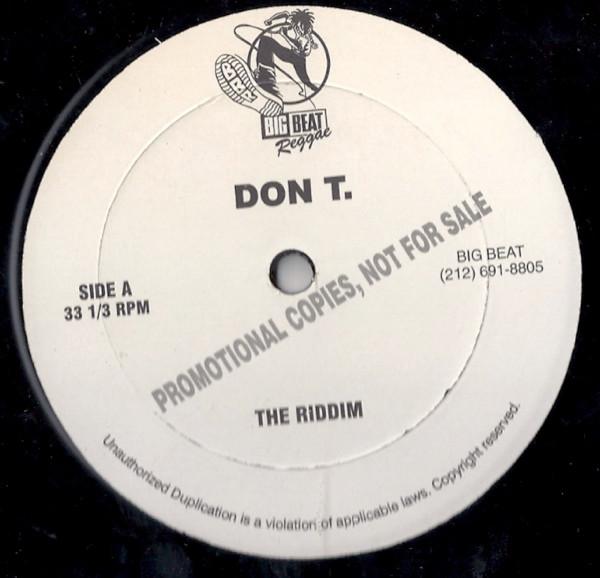 BBR
BIG BEAT
Reggae
DON T.
PROMOTIONAL COPIES, NOT FOR SALE
BIG BEAT
(212) 691-8805
SIDE A
33 1/3 RPM
THE RiDDIM
Unauthorized Duplication is a violation of applicable laws. Copyright reserved.